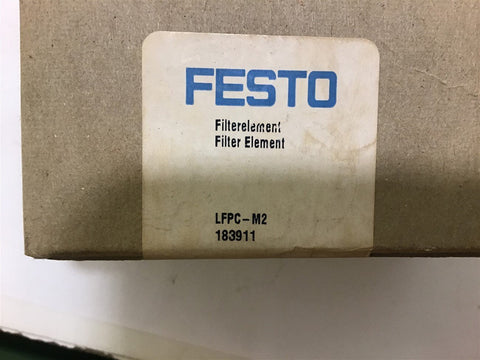 FESTO
Filterelement
Filter Element
LFPC-M2
183911